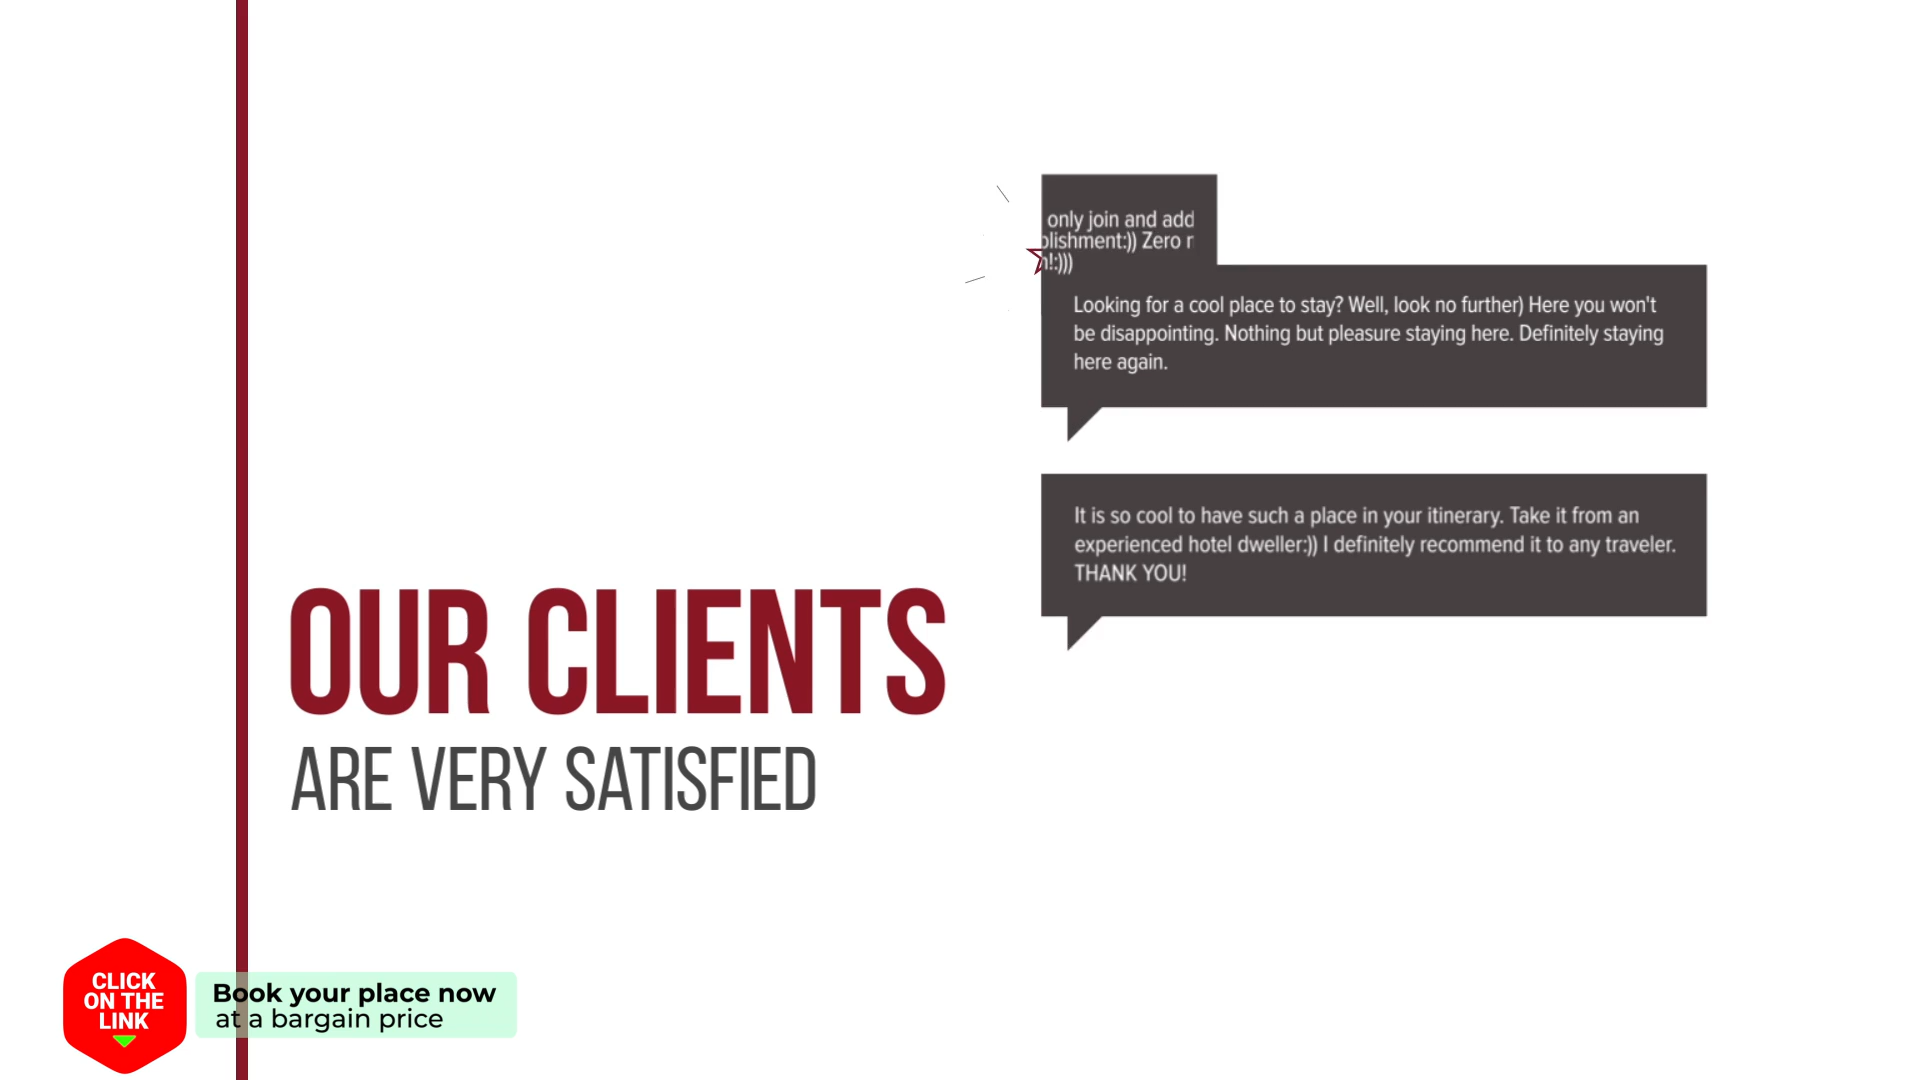 only join and add
Zero
Looking for a cool place to stay? Well, look no further) Here you won't
be disappointing. Nothing but pleasure staying here. Definitely staying
here again.
It is so cool to have such a place in your itinerary. Take it from an
experienced hotel dweller:)) I definitely recommend it to any traveler.
THANK YOU!
OUR CLIENTS
ARE VERY SATISFIED
CLICK
ON THE
LINK
Book your place now
at a bargain price